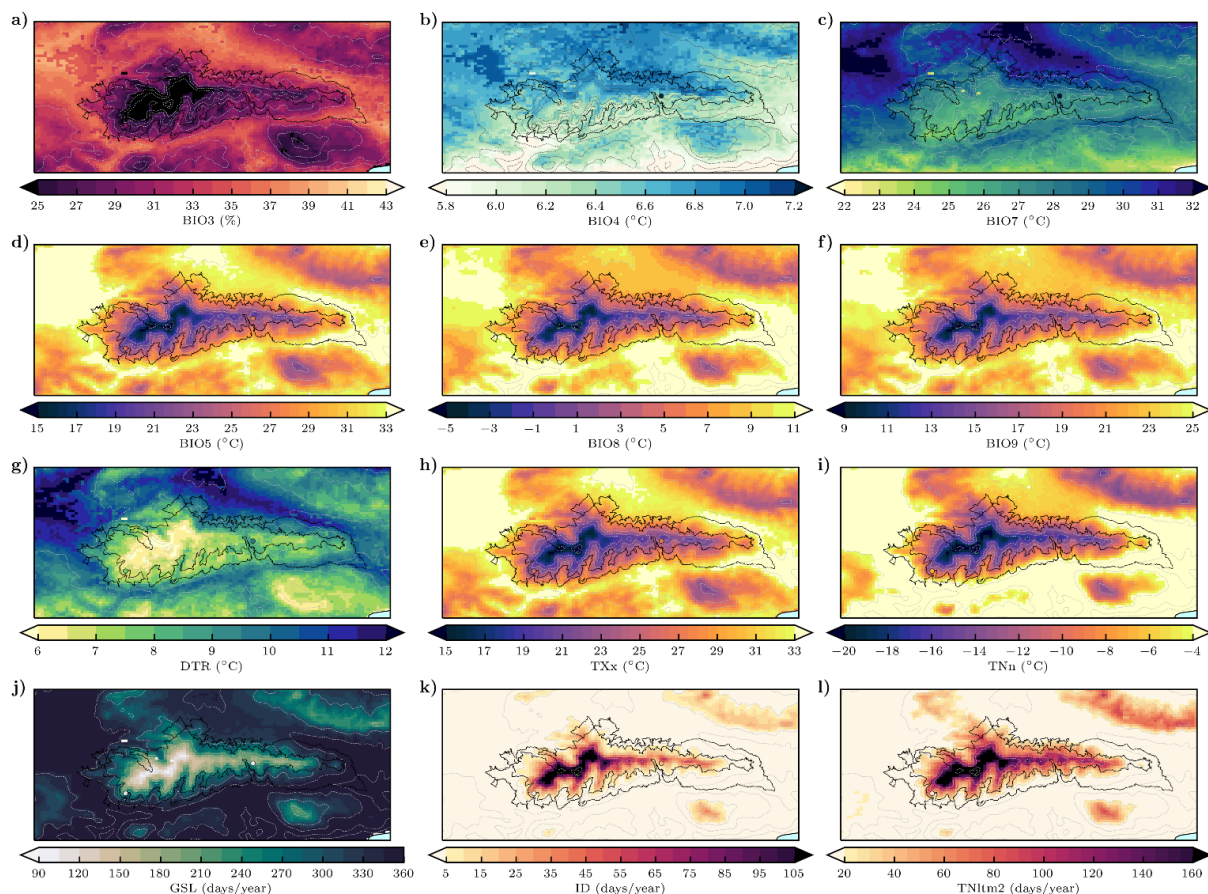 a) b) c)
25 27 29 31 33 35 37 39 41 43
BIO3 (%)
5.8 6.0 6.2 6.4 6.6 6.8 7.0 7.2
BIO4 (°C)
22 23 24 25 26 27 28 29 30 31 32
BIO7 (°C)
d) e) f)
15 17 19 21 23 25 27 29 31 33
BIO5 (°C)
−5 −3 −1 1 3 5 7 9 11
BIO8 (°C)
9 11 13 15 17 19 21 23 25
BIO9 (°C)
g) h) i)
6 7 8 9 10 11 12
DTR (°C)
15 17 19 21 23 25 27 29 31 33
TXx (°C)
−20 −18 −16 −14 −12 −10 −8 −6 −4
TNn (°C)
j) k) l)
90 120 150 180 210 240 270 300 330 360
GSL (days/year)
5 15 25 35 45 55 65 75 85 95 105
ID (days/year)
20 40 60 80 100 120 140 160
TNltm2 (days/year)